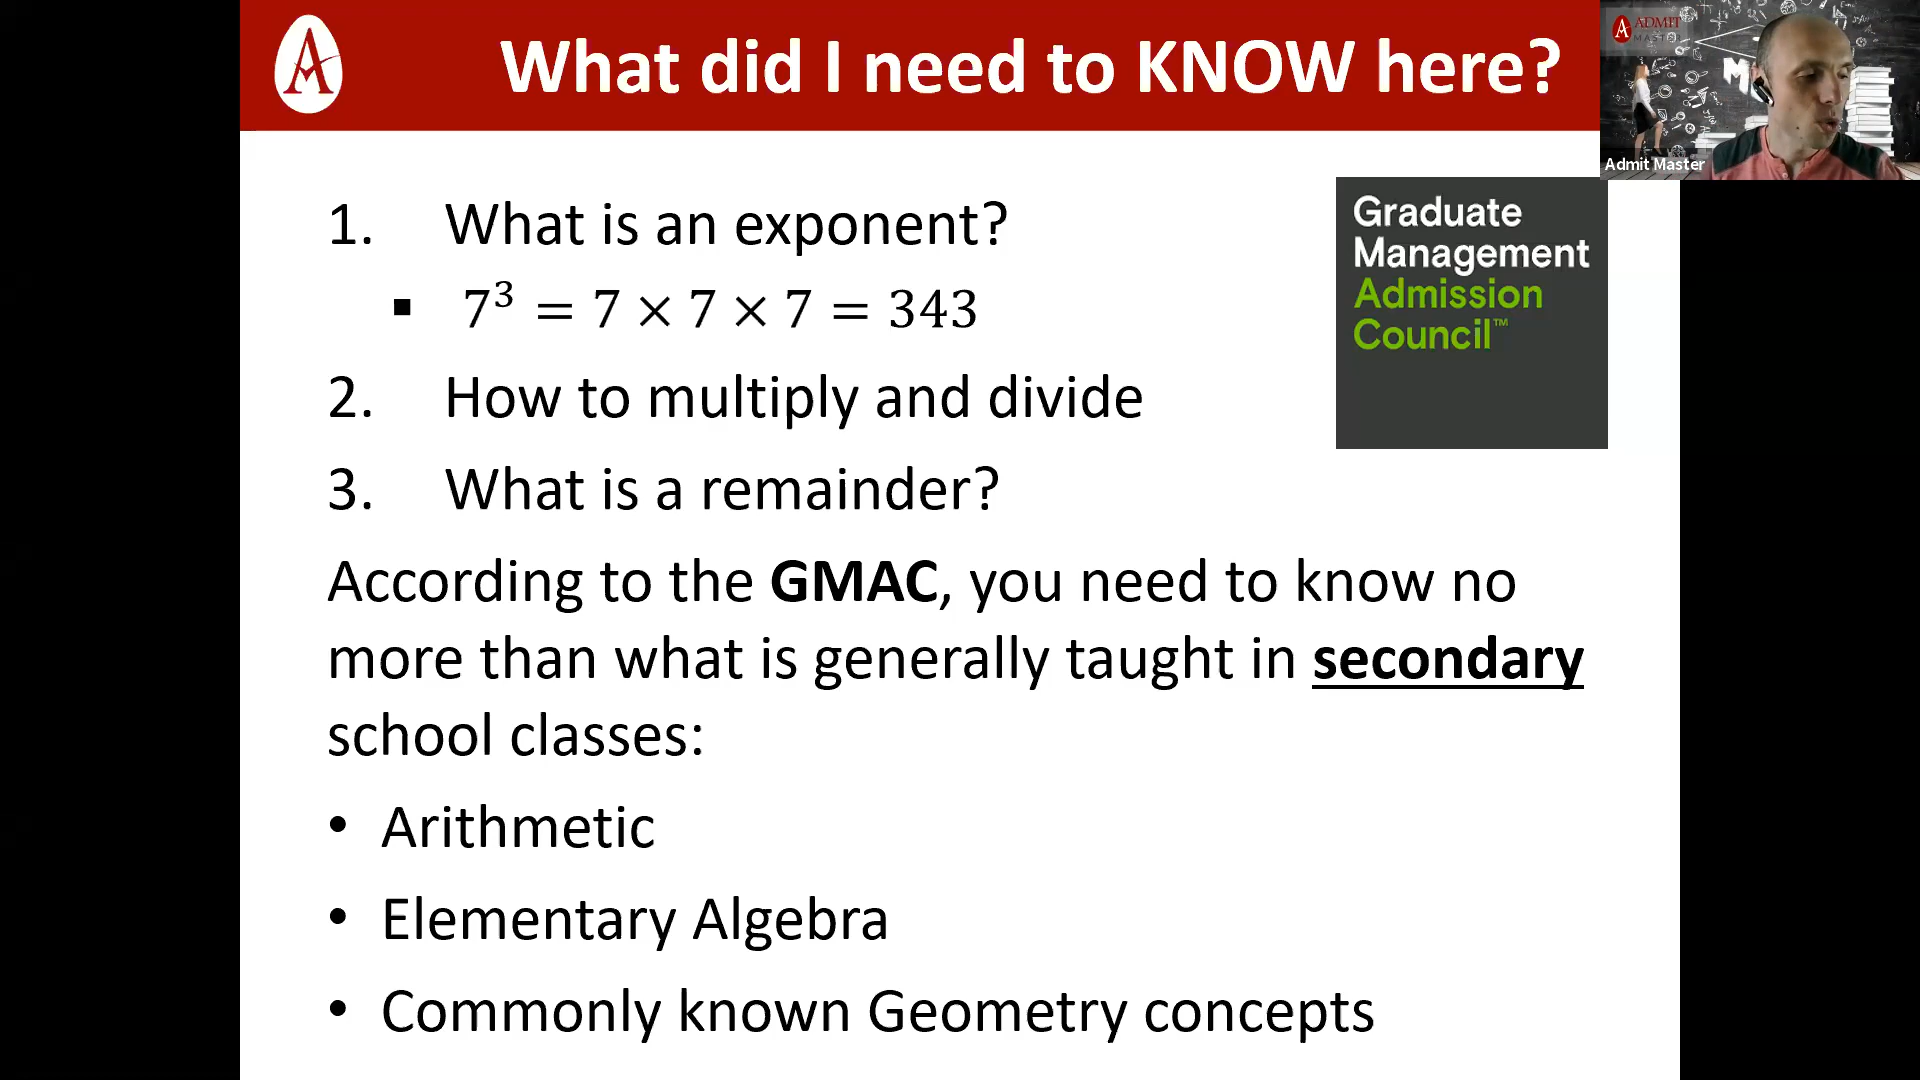 What did I need to KNOW here?
ADMIT
MASTER
Admit Master
1. What is an exponent?
▪ 7³ = 7 × 7 × 7 = 343
2. How to multiply and divide
3. What is a remainder?
Graduate
Management
Admission
Council™
According to the GMAC, you need to know no
more than what is generally taught in secondary
school classes:
• Arithmetic
• Elementary Algebra
• Commonly known Geometry concepts